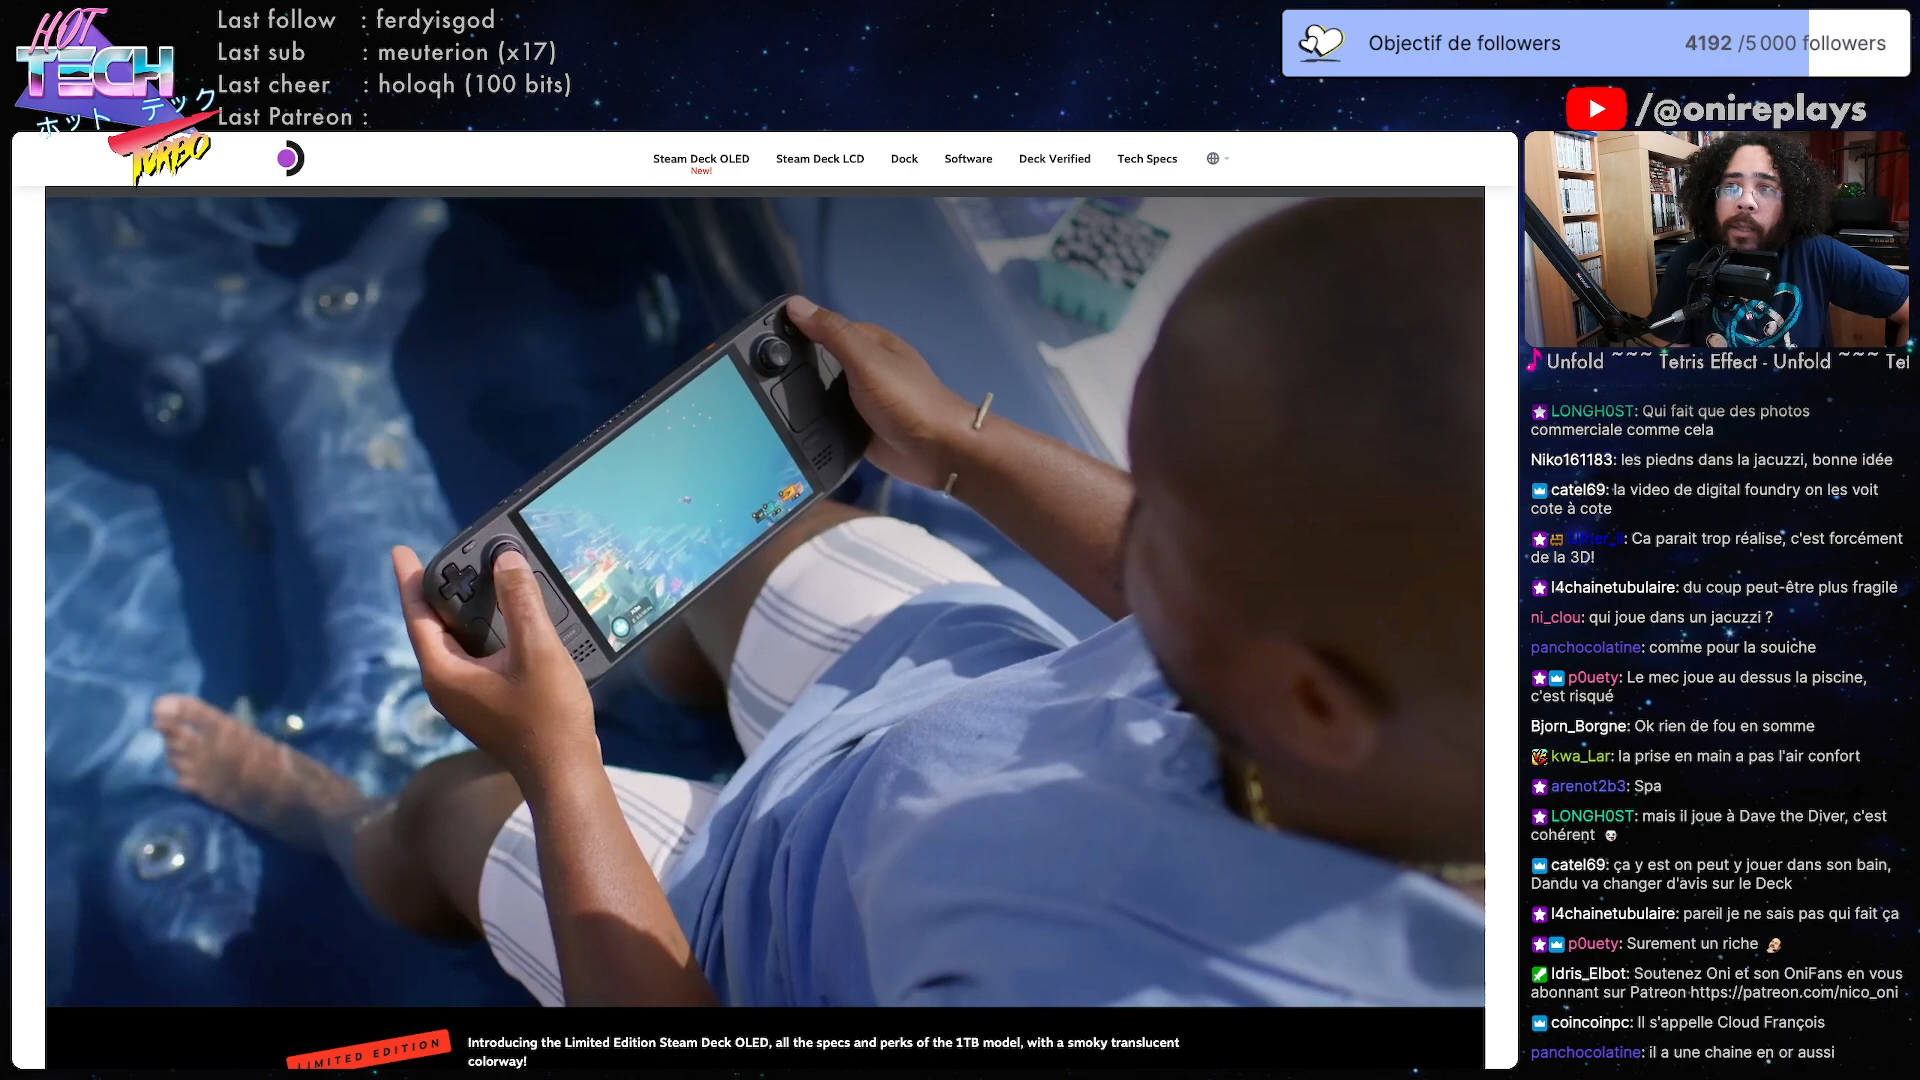 HOT
TECH
ホット テック
TURBO
Last follow : ferdyisgod
Last sub : meuterion (x17)
Last cheer : holoqh (100 bits)
Last Patreon :
Objectif de followers 4192 /5 000 followers
/@onireplays
Steam Deck OLED Steam Deck LCD Dock Software Deck Verified Tech Specs
New!
Unfold ~~~ Tetris Effect - Unfold ~~~ Tet
LONGH0ST: Qui fait que des photos
commerciale comme cela
Niko161183: les piedns dans la jacuzzi, bonne idée
catel69: la video de digital foundry on les voit
cote à cote
: Ca parait trop réalise, c'est forcément
de la 3D!
l4chainetubulaire: du coup peut-être plus fragile
ni_clou: qui joue dans un jacuzzi ?
panchocolatine: comme pour la souiche
p0uety: Le mec joue au dessus la piscine,
c'est risqué
Bjorn_Borgne: Ok rien de fou en somme
kwa_Lar: la prise en main a pas l'air confort
arenot2b3: Spa
LONGH0ST: mais il joue à Dave the Diver, c'est
cohérent
catel69: ça y est on peut y jouer dans son bain,
Dandu va changer d'avis sur le Deck
l4chainetubulaire: pareil je ne sais pas qui fait ça
p0uety: Surement un riche
Idris_Elbot: Soutenez Oni et son OniFans en vous
abonnant sur Patreon https://patreon.com/nico_oni
coincoinpc: Il s'appelle Cloud François
panchocolatine: il a une chaine en or aussi
LIMITED EDITION
Introducing the Limited Edition Steam Deck OLED, all the specs and perks of the 1TB model, with a smoky translucent
colorway!